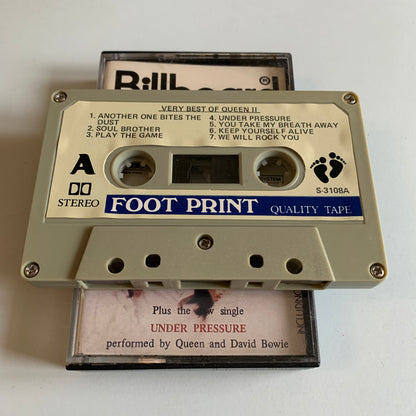 Billboard
VERY BEST OF QUEEN II
1. ANOTHER ONE BITES THE
DUST
2. SOUL BROTHER
3. PLAY THE GAME
4. UNDER PRESSURE
5. YOU TAKE MY BREATH AWAY
6. KEEP YOURSELF ALIVE
7. WE WILL ROCK YOU
A
STEREO
SYSTEM
S-3108A
FOOT PRINT QUALITY TAPE
Plus the new single
UNDER PRESSURE
performed by Queen and David Bowie
INCLUDING